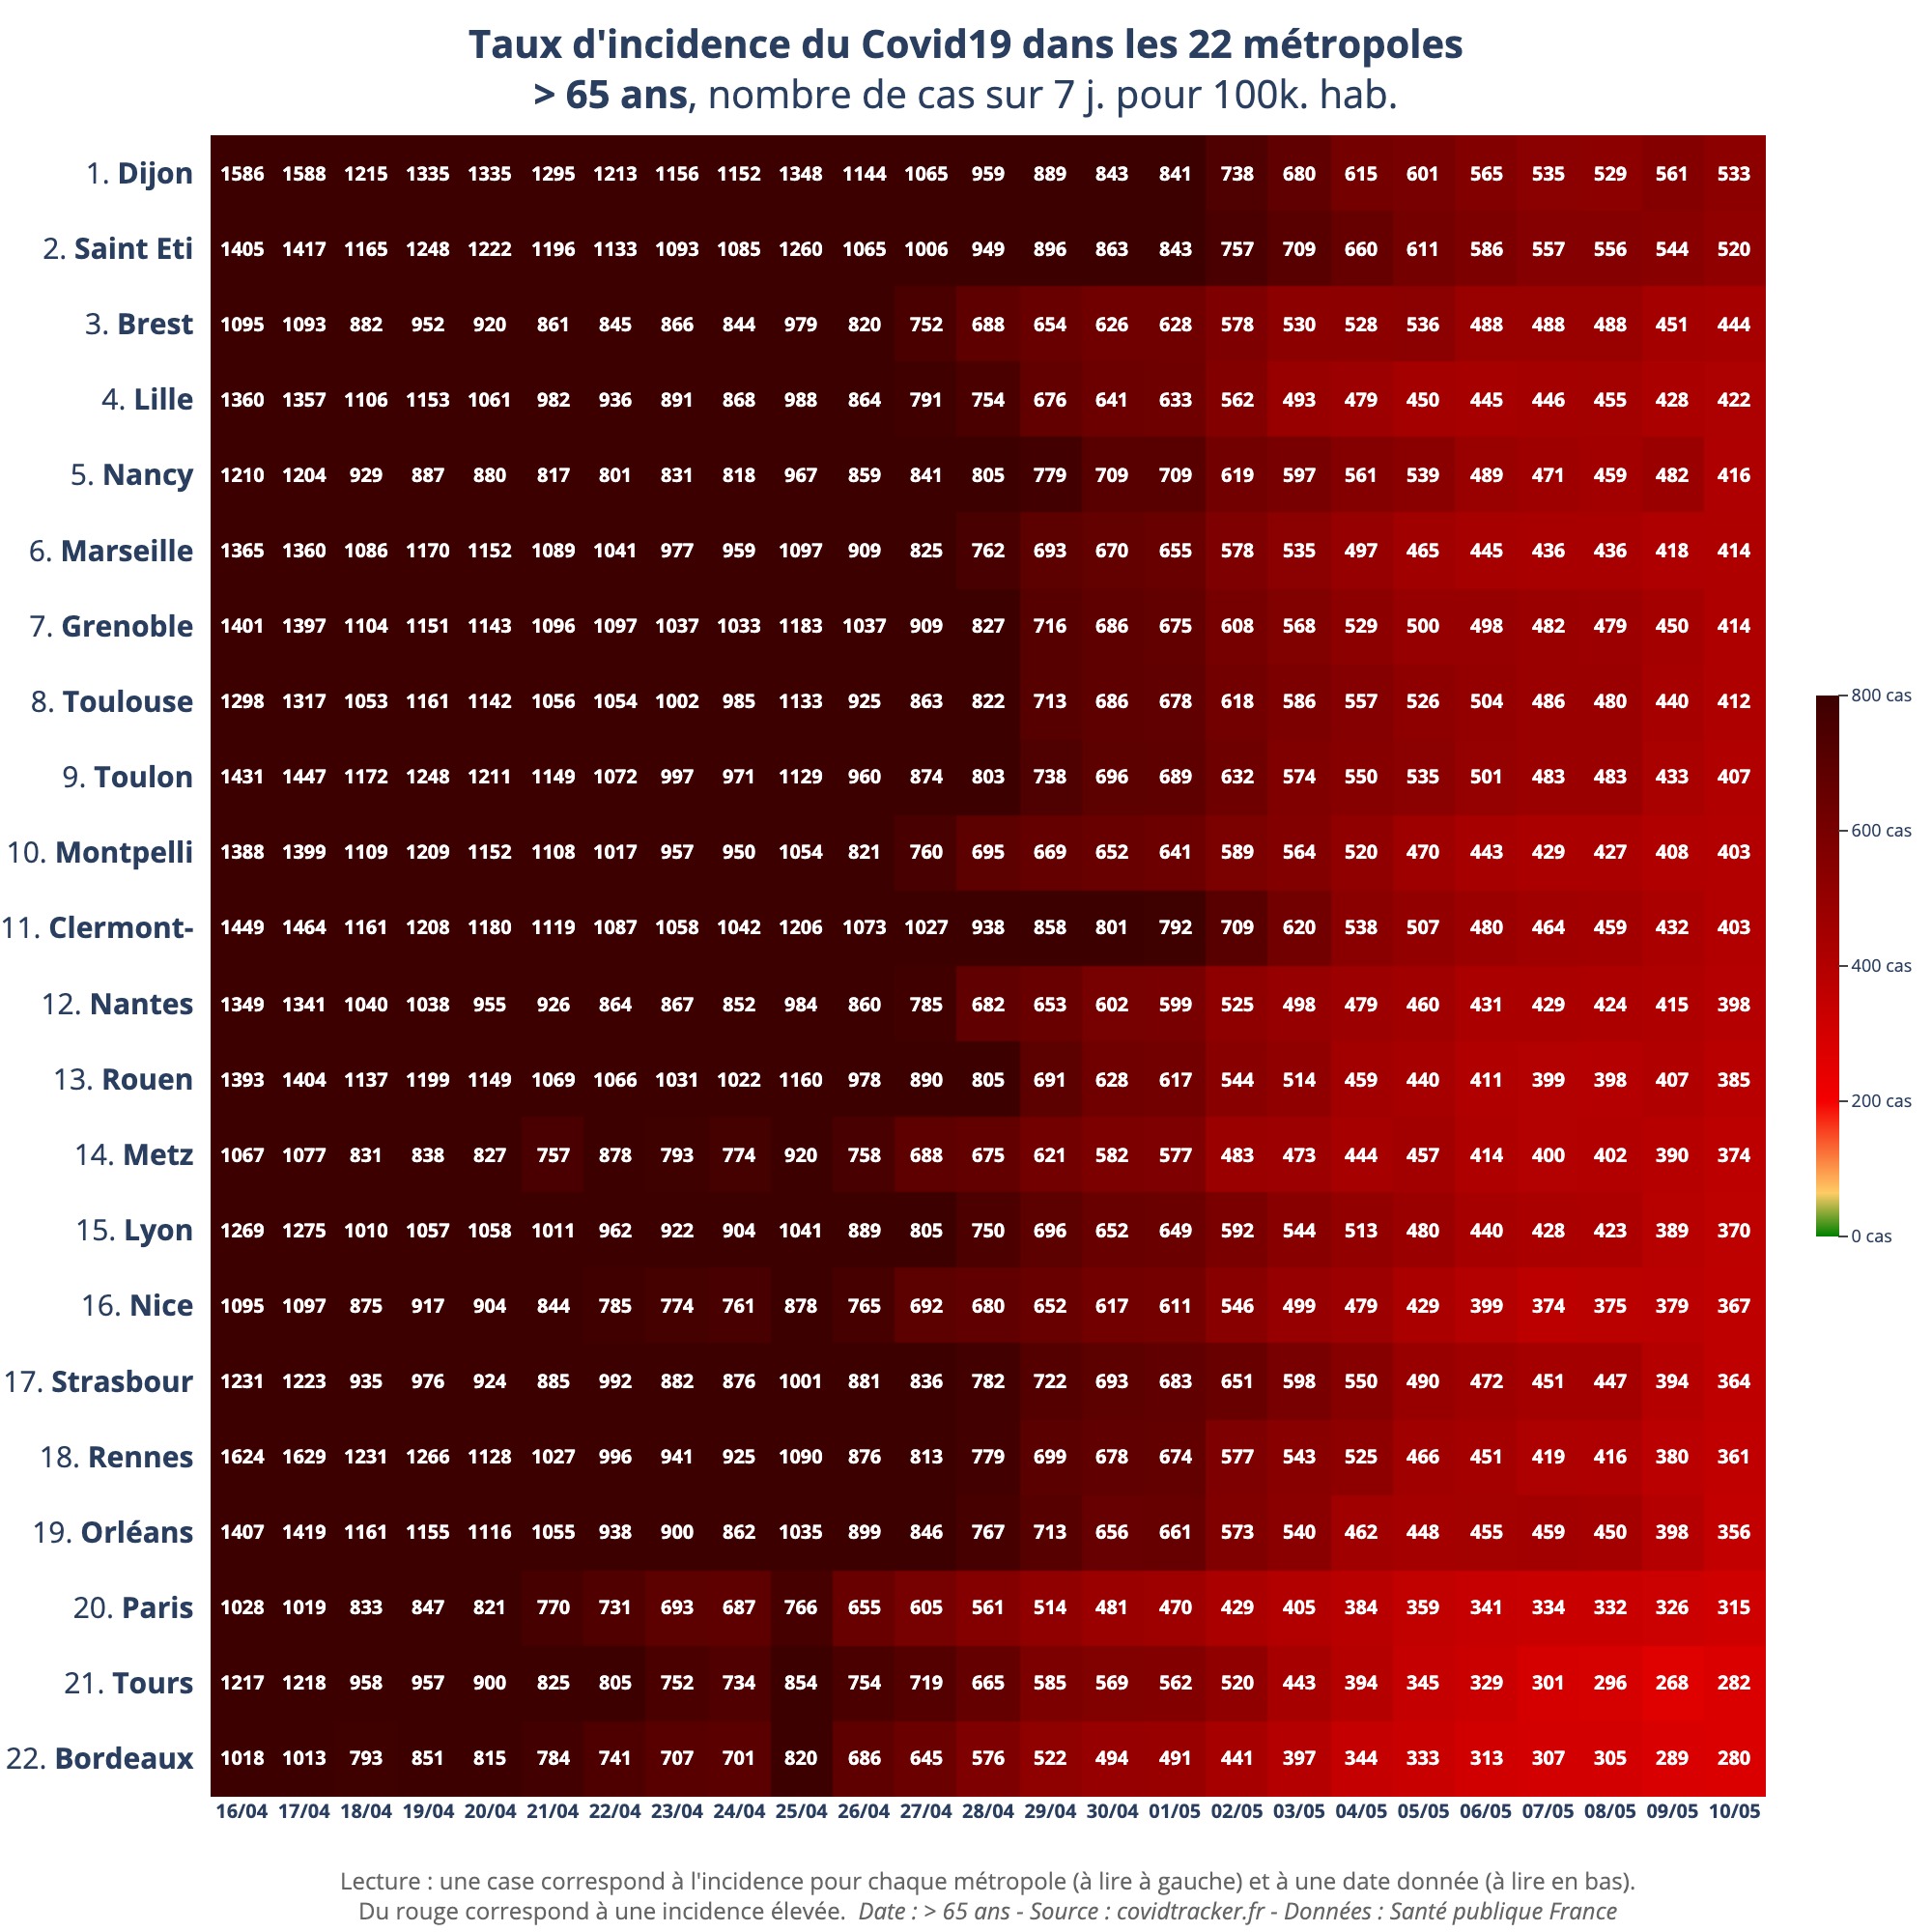 Taux d'incidence du Covid19 dans les 22 métropoles
> 65 ans, nombre de cas sur 7 j. pour 100k. hab.
1. Dijon 1586 1588 1215 1335 1335 1295 1213 1156 1152 1348 1144 1065 959 889 843 841 738 680 615 601 565 535 529 561 533
2. Saint Eti 1405 1417 1165 1248 1222 1196 1133 1093 1085 1260 1065 1006 949 896 863 843 757 709 660 611 586 557 556 544 520
3. Brest 1095 1093 882 952 920 861 845 866 844 979 820 752 688 654 626 628 578 530 528 536 488 488 488 451 444
4. Lille 1360 1357 1106 1153 1061 982 936 891 868 988 864 791 754 676 641 633 562 493 479 450 445 446 455 428 422
5. Nancy 1210 1204 929 887 880 817 801 831 818 967 859 841 805 779 709 709 619 597 561 539 489 471 459 482 416
6. Marseille 1365 1360 1086 1170 1152 1089 1041 977 959 1097 909 825 762 693 670 655 578 535 497 465 445 436 436 418 414
7. Grenoble 1401 1397 1104 1151 1143 1096 1097 1037 1033 1183 1037 909 827 716 686 675 608 568 529 500 498 482 479 450 414
8. Toulouse 1298 1317 1053 1161 1142 1056 1054 1002 985 1133 925 863 822 713 686 678 618 586 557 526 504 486 480 440 412
9. Toulon 1431 1447 1172 1248 1211 1149 1072 997 971 1129 960 874 803 738 696 689 632 574 550 535 501 483 483 433 407
10. Montpelli 1388 1399 1109 1209 1152 1108 1017 957 950 1054 821 760 695 669 652 641 589 564 520 470 443 429 427 408 403
11. Clermont- 1449 1464 1161 1208 1180 1119 1087 1058 1042 1206 1073 1027 938 858 801 792 709 620 538 507 480 464 459 432 403
12. Nantes 1349 1341 1040 1038 955 926 864 867 852 984 860 785 682 653 602 599 525 498 479 460 431 429 424 415 398
13. Rouen 1393 1404 1137 1199 1149 1069 1066 1031 1022 1160 978 890 805 691 628 617 544 514 459 440 411 399 398 407 385
14. Metz 1067 1077 831 838 827 757 878 793 774 920 758 688 675 621 582 577 483 473 444 457 414 400 402 390 374
15. Lyon 1269 1275 1010 1057 1058 1011 962 922 904 1041 889 805 750 696 652 649 592 544 513 480 440 428 423 389 370
16. Nice 1095 1097 875 917 904 844 785 774 761 878 765 692 680 652 617 611 546 499 479 429 399 374 375 379 367
17. Strasbour 1231 1223 935 976 924 885 992 882 876 1001 881 836 782 722 693 683 651 598 550 490 472 451 447 394 364
18. Rennes 1624 1629 1231 1266 1128 1027 996 941 925 1090 876 813 779 699 678 674 577 543 525 466 451 419 416 380 361
19. Orléans 1407 1419 1161 1155 1116 1055 938 900 862 1035 899 846 767 713 656 661 573 540 462 448 455 459 450 398 356
20. Paris 1028 1019 833 847 821 770 731 693 687 766 655 605 561 514 481 470 429 405 384 359 341 334 332 326 315
21. Tours 1217 1218 958 957 900 825 805 752 734 854 754 719 665 585 569 562 520 443 394 345 329 301 296 268 282
22. Bordeaux 1018 1013 793 851 815 784 741 707 701 820 686 645 576 522 494 491 441 397 344 333 313 307 305 289 280
16/04 17/04 18/04 19/04 20/04 21/04 22/04 23/04 24/04 25/04 26/04 27/04 28/04 29/04 30/04 01/05 02/05 03/05 04/05 05/05 06/05 07/05 08/05 09/05 10/05
800 cas
600 cas
400 cas
200 cas
0 cas
Lecture : une case correspond à l'incidence pour chaque métropole (à lire à gauche) et à une date donnée (à lire en bas).
Du rouge correspond à une incidence élevée. Date : > 65 ans - Source : covidtracker.fr - Données : Santé publique France